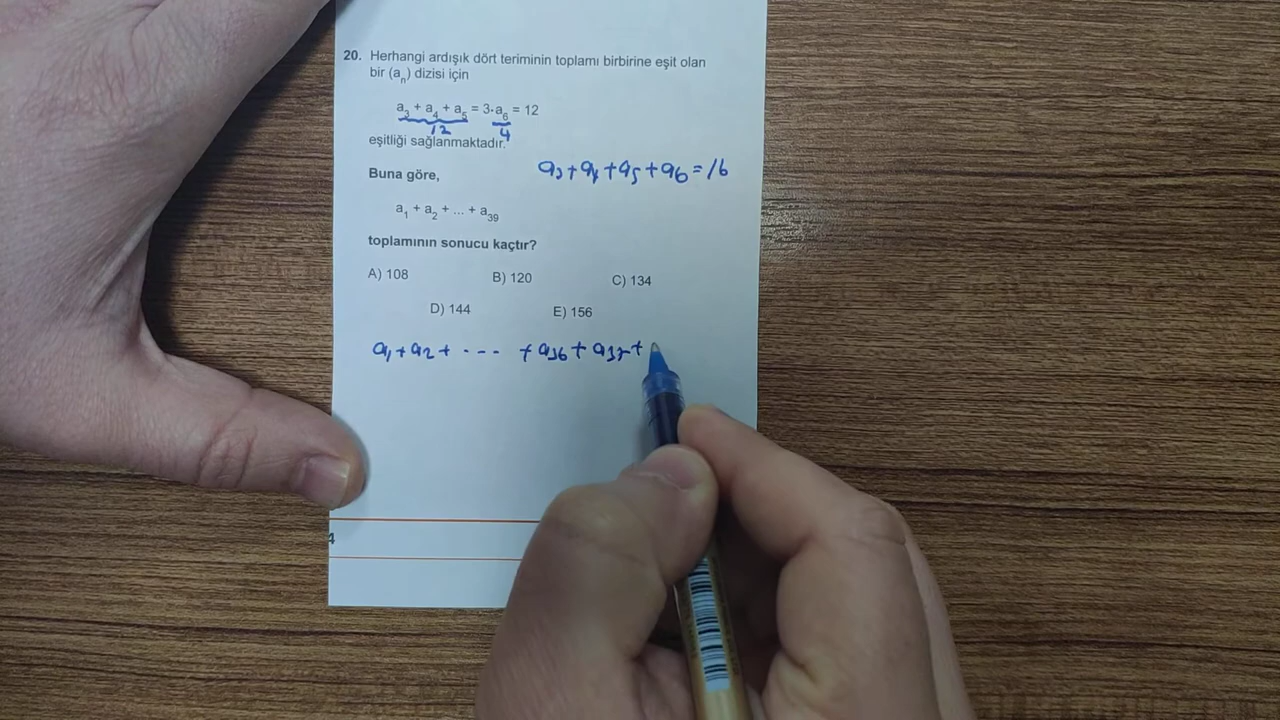 20. Herhangi ardışık dört teriminin toplamı birbirine eşit olan
bir (aₙ) dizisi için
a₃ + a₄ + a₅ = 3·a₆ = 12
12 4
eşitliği sağlanmaktadır.
a₃+a₄+a₅+a₆=16
Buna göre,
a₁ + a₂ + ... + a₃₉
toplamının sonucu kaçtır?
A) 108 B) 120 C) 134
D) 144 E) 156
a₁+a₂+ ---- +a₃₆+a₃₇+
4